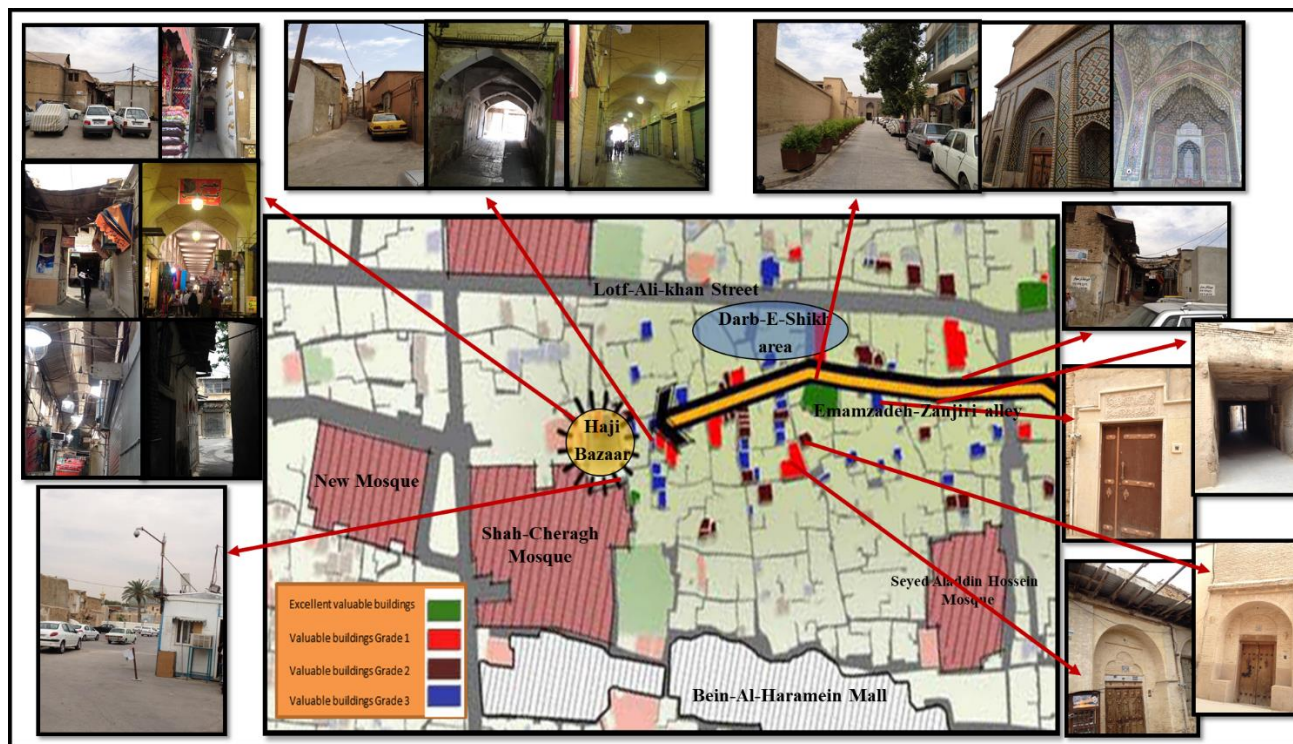 Lotf-Ali-khan Street
Darb-E-Shikh
area
Emamzadeh-Zanjiri alley
Haji
Bazaar
New Mosque
Shah-Cheragh
Mosque
Seyed Aladdin Hossein
Mosque
Bein-Al-Haramein Mall
Excellent valuable buildings
Valuable buildings Grade 1
Valuable buildings Grade 2
Valuable buildings Grade 3